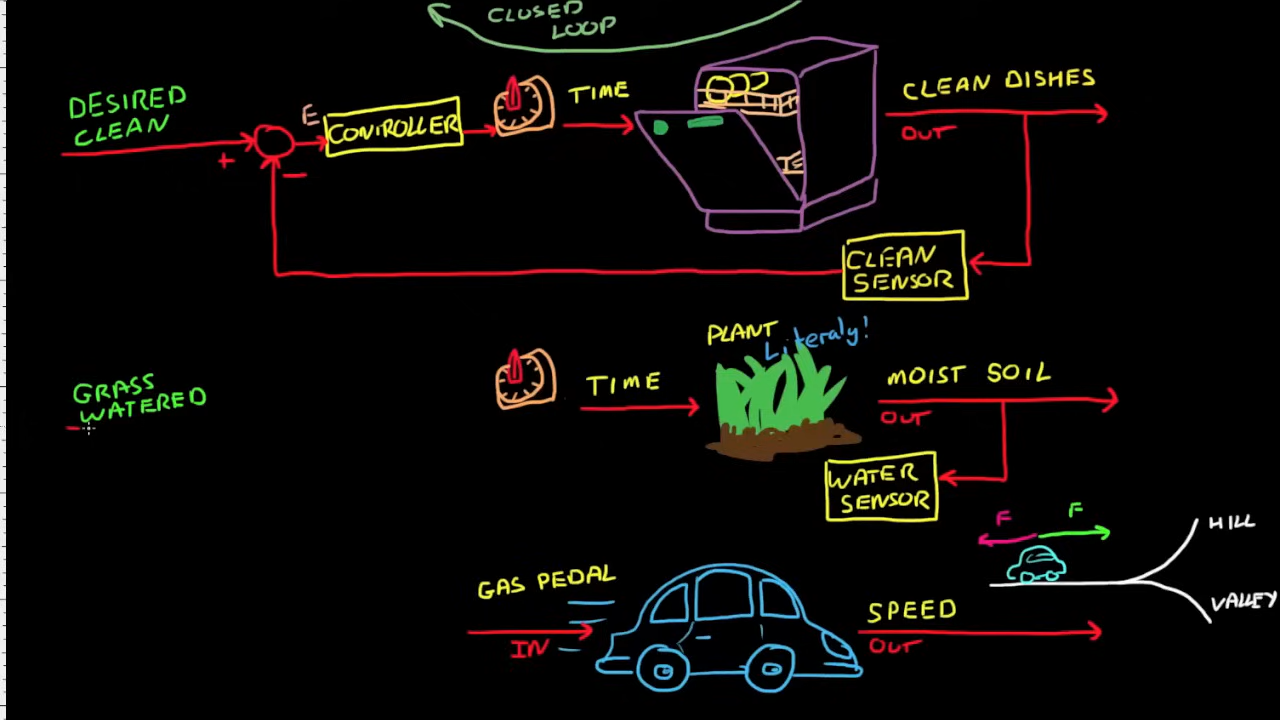 CLOSED
LOOP
DESIRED
CLEAN
+
−
E
CONTROLLER
TIME
CLEAN DISHES
OUT
CLEAN
SENSOR
GRASS
WATERED
TIME
PLANT
Literaly!
MOIST SOIL
OUT
WATER
SENSOR
F
F
HILL
VALLEY
GAS PEDAL
IN
SPEED
OUT